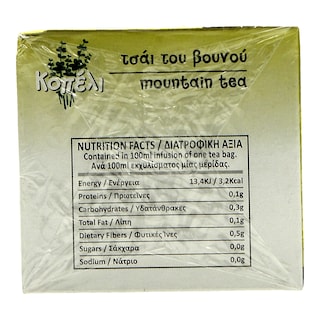 Κοπέλι
τσάι του βουνού
mountain tea
NUTRITION FACTS / ΔΙΑΤΡΟΦΙΚΗ ΑΞΙΑ
Contained in 100ml infusion of one tea bag.
Ανά 100ml εκχυλίσματος μίας μερίδας.
Energy / Ενέργεια 13,4KJ / 3,2Kcal
Proteins / Πρωτεΐνες 0,1g
Carbohydrates / Υδατάνθρακες 0,3g
Total Fat / Λίπη 0,1g
Dietary Fibers / Φυτικές Ίνες 0,5g
Sugars / Σάκχαρα 0,0g
Sodium / Νάτριο 0,0g